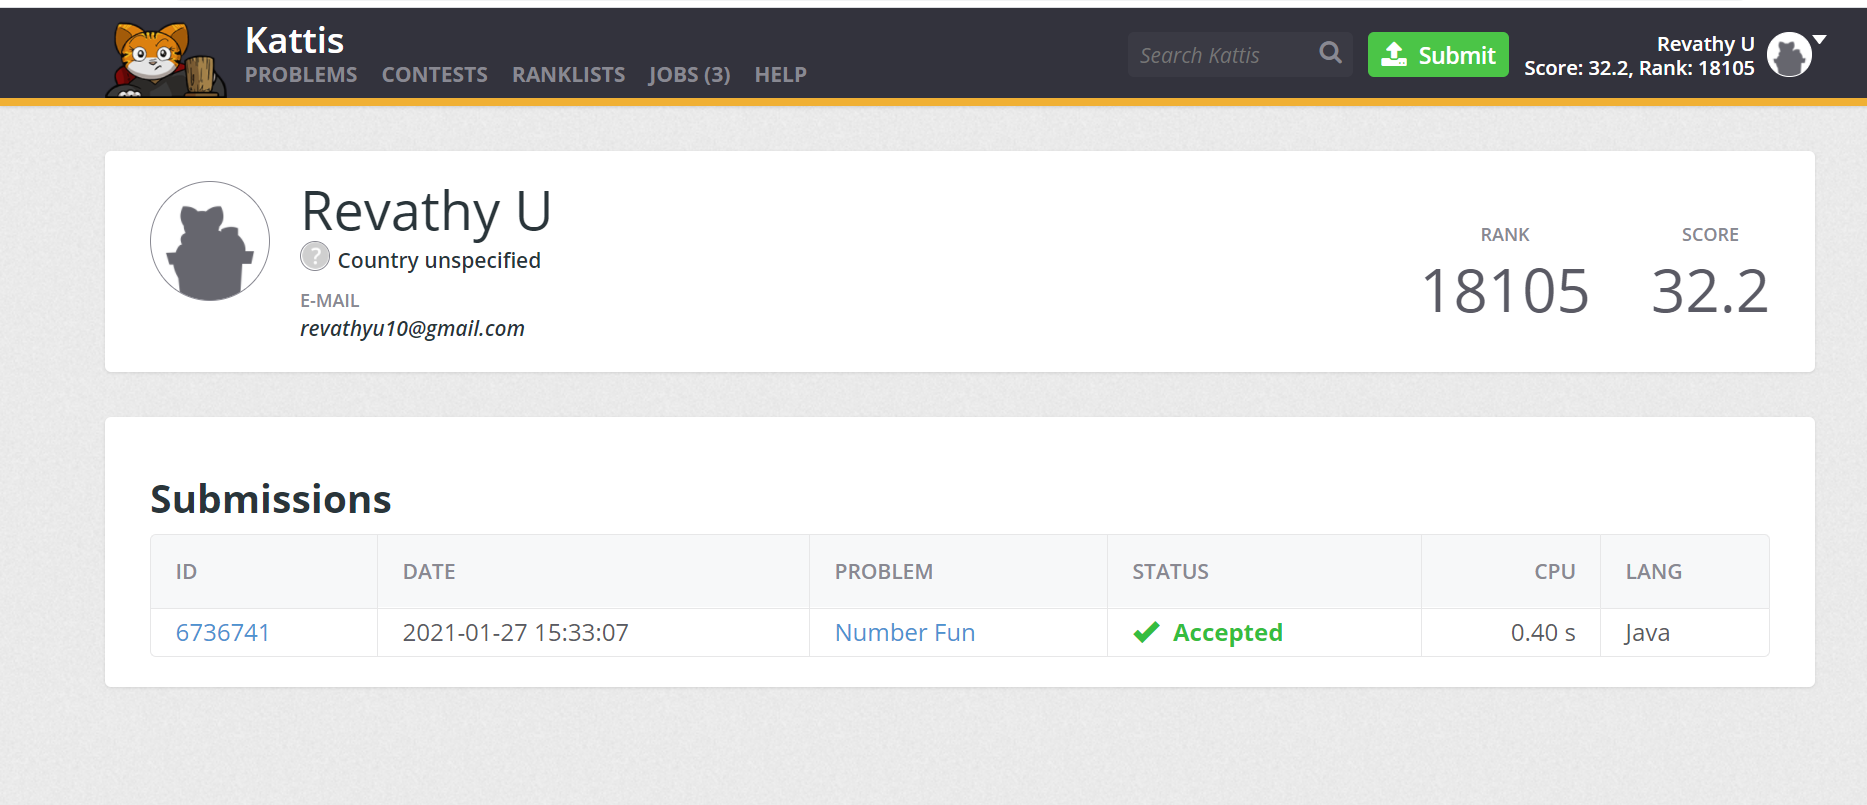 Kattis
PROBLEMS CONTESTS RANKLISTS JOBS (3) HELP
Search Kattis
Submit
Revathy U
Score: 32.2, Rank: 18105
Revathy U
? Country unspecified
E-MAIL
revathyu10@gmail.com
RANK SCORE
18105 32.2
Submissions
ID DATE PROBLEM STATUS CPU LANG
6736741 2021-01-27 15:33:07 Number Fun Accepted 0.40 s Java